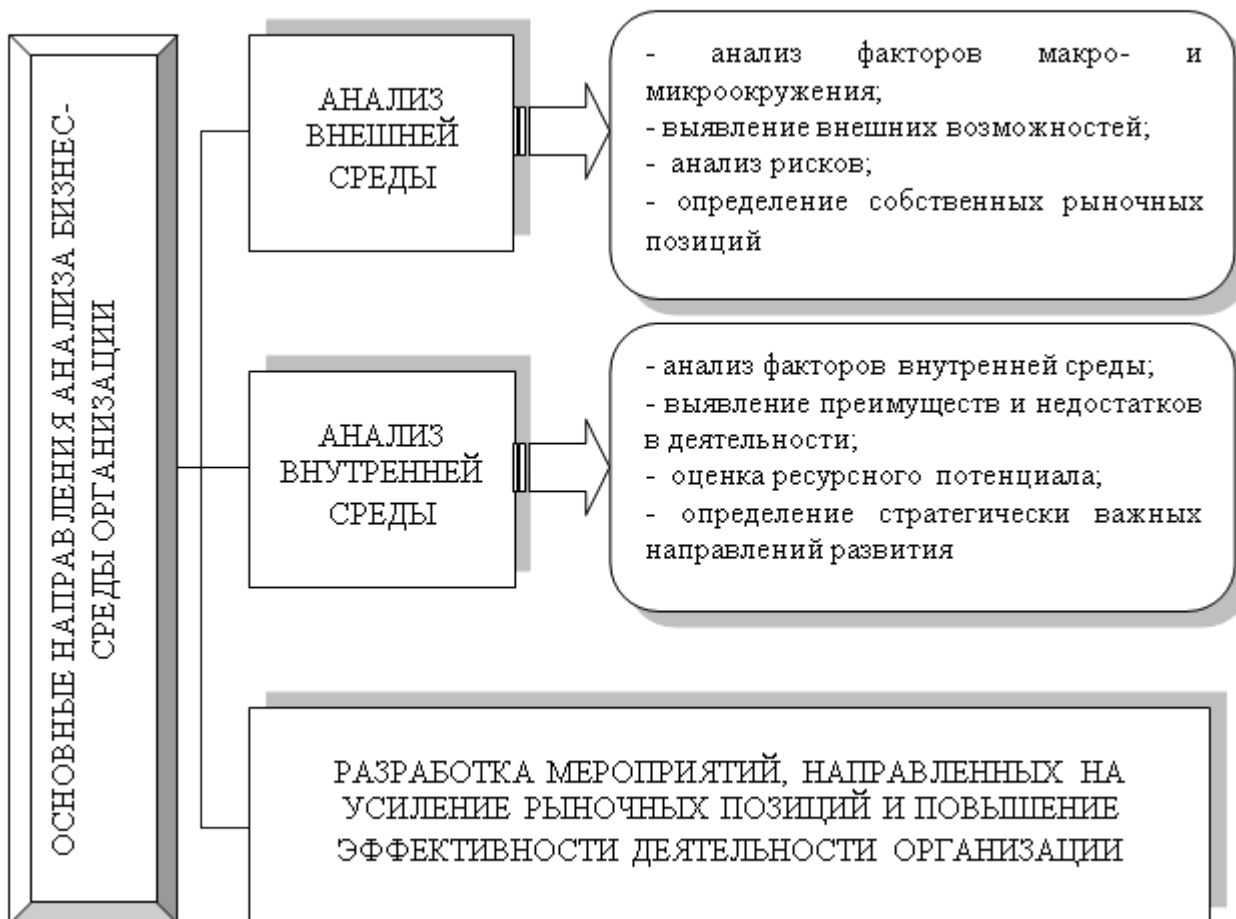 ОСНОВНЫЕ НАПРАВЛЕНИЯ АНАЛИЗА БИЗНЕС-
СРЕДЫ ОРГАНИЗАЦИИ
АНАЛИЗ
ВНЕШНЕЙ
СРЕДЫ
- анализ факторов макро- и
микроокружения;
- выявление внешних возможностей;
- анализ рисков;
- определение собственных рыночных
позиций
АНАЛИЗ
ВНУТРЕННЕЙ
СРЕДЫ
- анализ факторов внутренней среды;
- выявление преимуществ и недостатков
в деятельности;
- оценка ресурсного потенциала;
- определение стратегически важных
направлений развития
РАЗРАБОТКА МЕРОПРИЯТИЙ, НАПРАВЛЕННЫХ НА
УСИЛЕНИЕ РЫНОЧНЫХ ПОЗИЦИЙ И ПОВЫШЕНИЕ
ЭФФЕКТИВНОСТИ ДЕЯТЕЛЬНОСТИ ОРГАНИЗАЦИИ